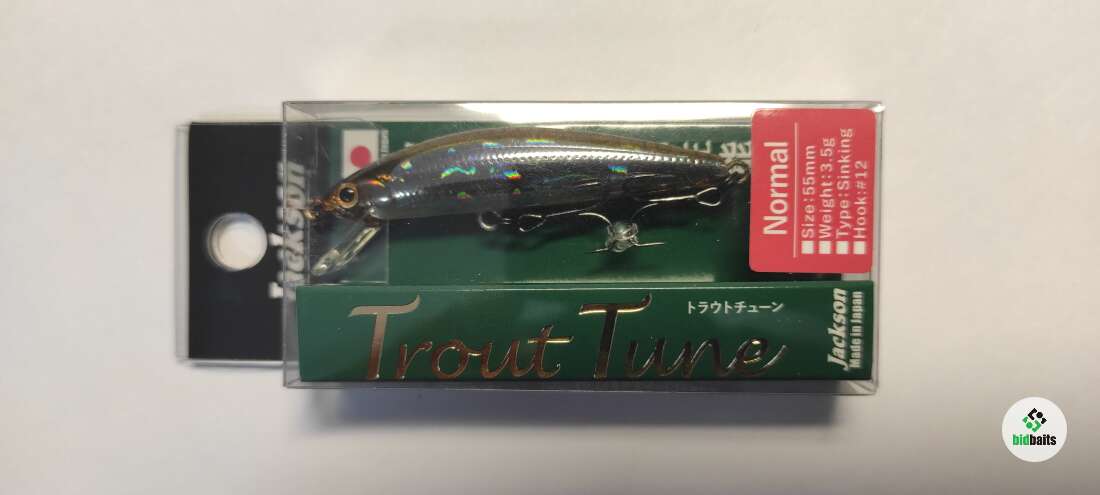 Jackson
Normal
Size:55mm
Weight:3.5g
Type:Sinking
Hook:#12
Trout Tune
トラウトチューン
Jackson
Made in Japan
bidbaits